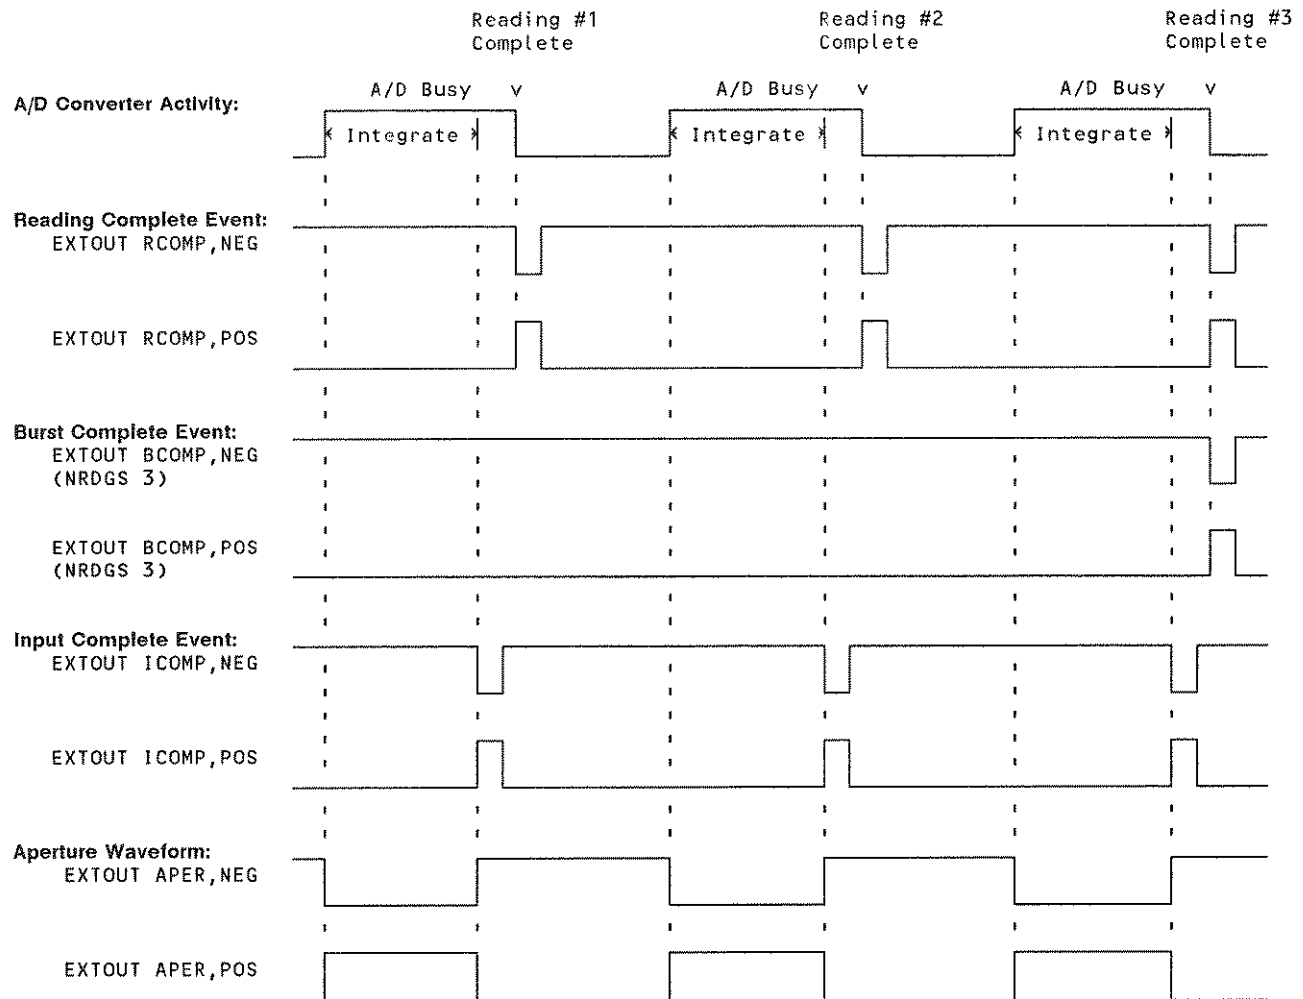 Reading #1
Complete
Reading #2
Complete
Reading #3
Complete
A/D Converter Activity:
A/D Busy v
A/D Busy v
A/D Busy v
Integrate
Integrate
Integrate
Reading Complete Event:
EXTOUT RCOMP,NEG
EXTOUT RCOMP,POS
Burst Complete Event:
EXTOUT BCOMP,NEG
(NRDGS 3)
EXTOUT BCOMP,POS
(NRDGS 3)
Input Complete Event:
EXTOUT ICOMP,NEG
EXTOUT ICOMP,POS
Aperture Waveform:
EXTOUT APER,NEG
EXTOUT APER,POS